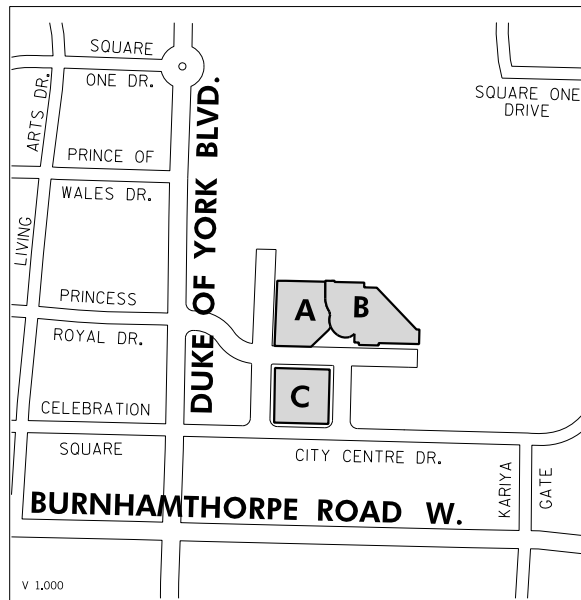 SQUARE
ONE DR.
SQUARE ONE
DRIVE
ARTS DR.
DUKE OF YORK BLVD.
PRINCE OF
WALES DR.
LIVING
PRINCESS
ROYAL DR.
A
B
C
CELEBRATION
SQUARE
CITY CENTRE DR.
KARIYA
GATE
BURNHAMTHORPE ROAD W.
V 1.000